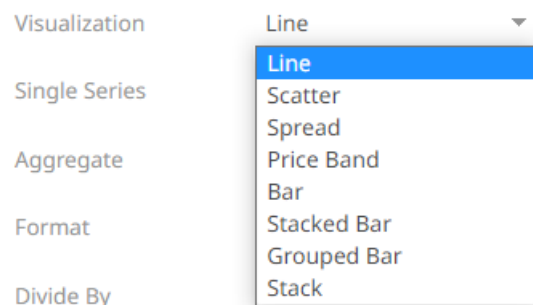 Visualization Line
Line
Single Series
Scatter
Spread
Aggregate
Price Band
Bar
Format
Stacked Bar
Grouped Bar
Divide By
Stack